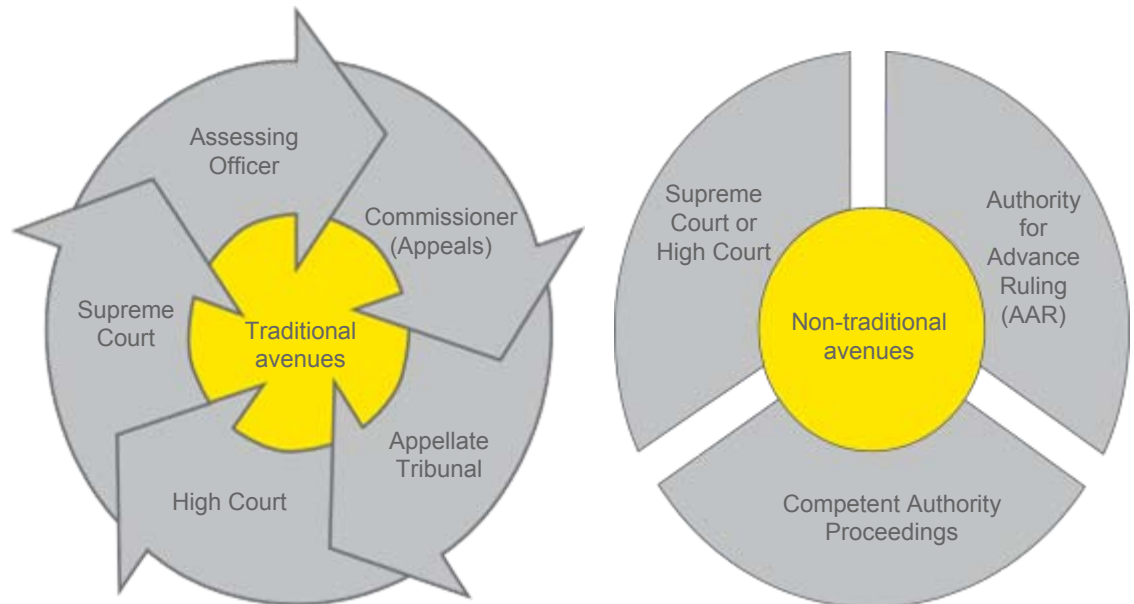 Assessing
Officer
Commissioner
(Appeals)
Appellate
Tribunal
High Court
Supreme
Court
Traditional
avenues
Supreme
Court or
High Court
Authority
for
Advance
Ruling
(AAR)
Competent Authority
Proceedings
Non-traditional
avenues